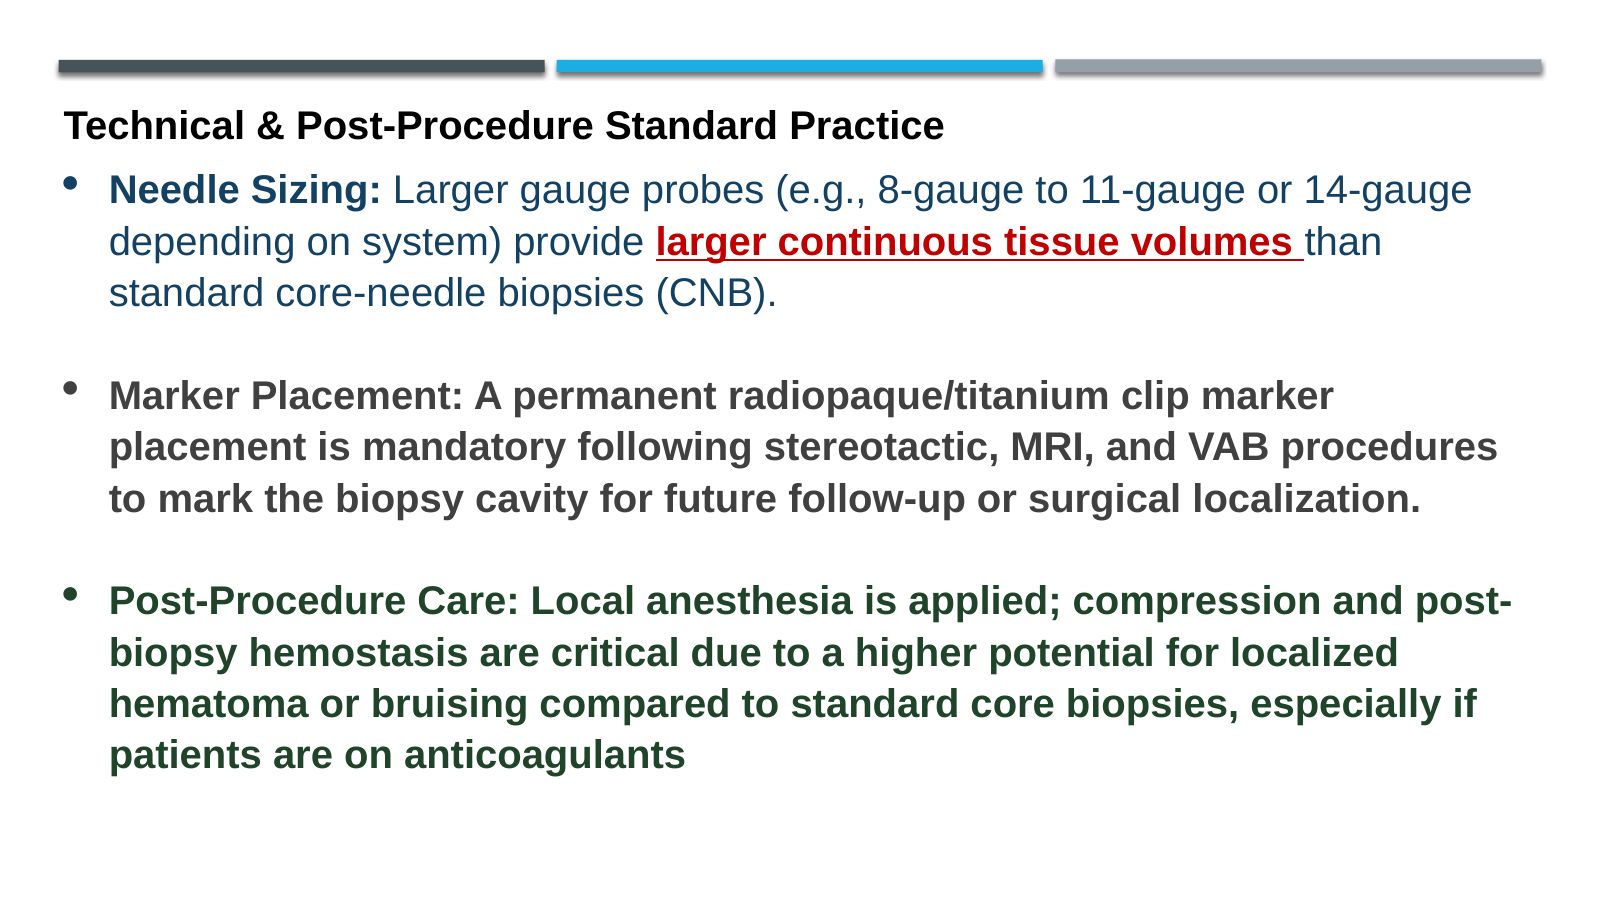 Technical & Post-Procedure Standard Practice
• Needle Sizing: Larger gauge probes (e.g., 8-gauge to 11-gauge or 14-gauge
depending on system) provide larger continuous tissue volumes than
standard core-needle biopsies (CNB).
• Marker Placement: A permanent radiopaque/titanium clip marker
placement is mandatory following stereotactic, MRI, and VAB procedures
to mark the biopsy cavity for future follow-up or surgical localization.
• Post-Procedure Care: Local anesthesia is applied; compression and post-
biopsy hemostasis are critical due to a higher potential for localized
hematoma or bruising compared to standard core biopsies, especially if
patients are on anticoagulants